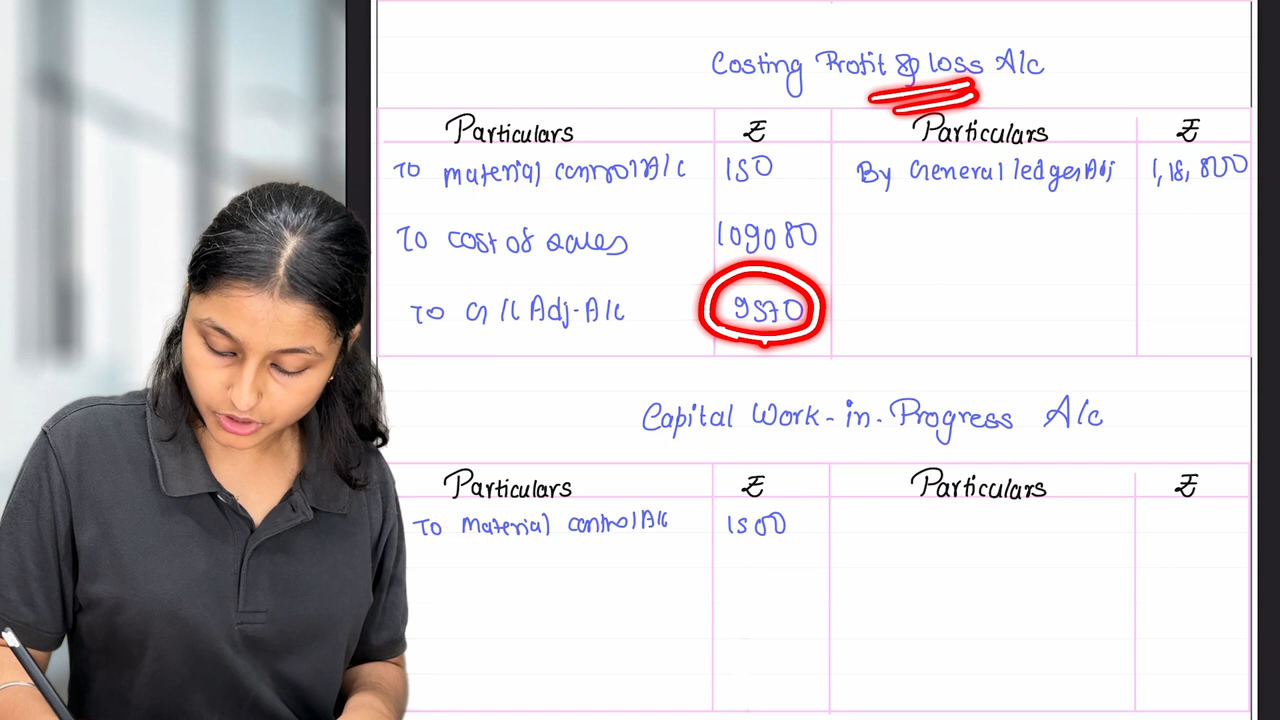 Costing Profit & loss A/c
Particulars ₹ Particulars ₹
To material control A/c 150 By General ledger Adj 1,18,800
To cost of sales 109080
To G/L Adj-A/c 9570
Capital Work-in-Progress A/c
Particulars ₹ Particulars ₹
To Material control A/c 1500